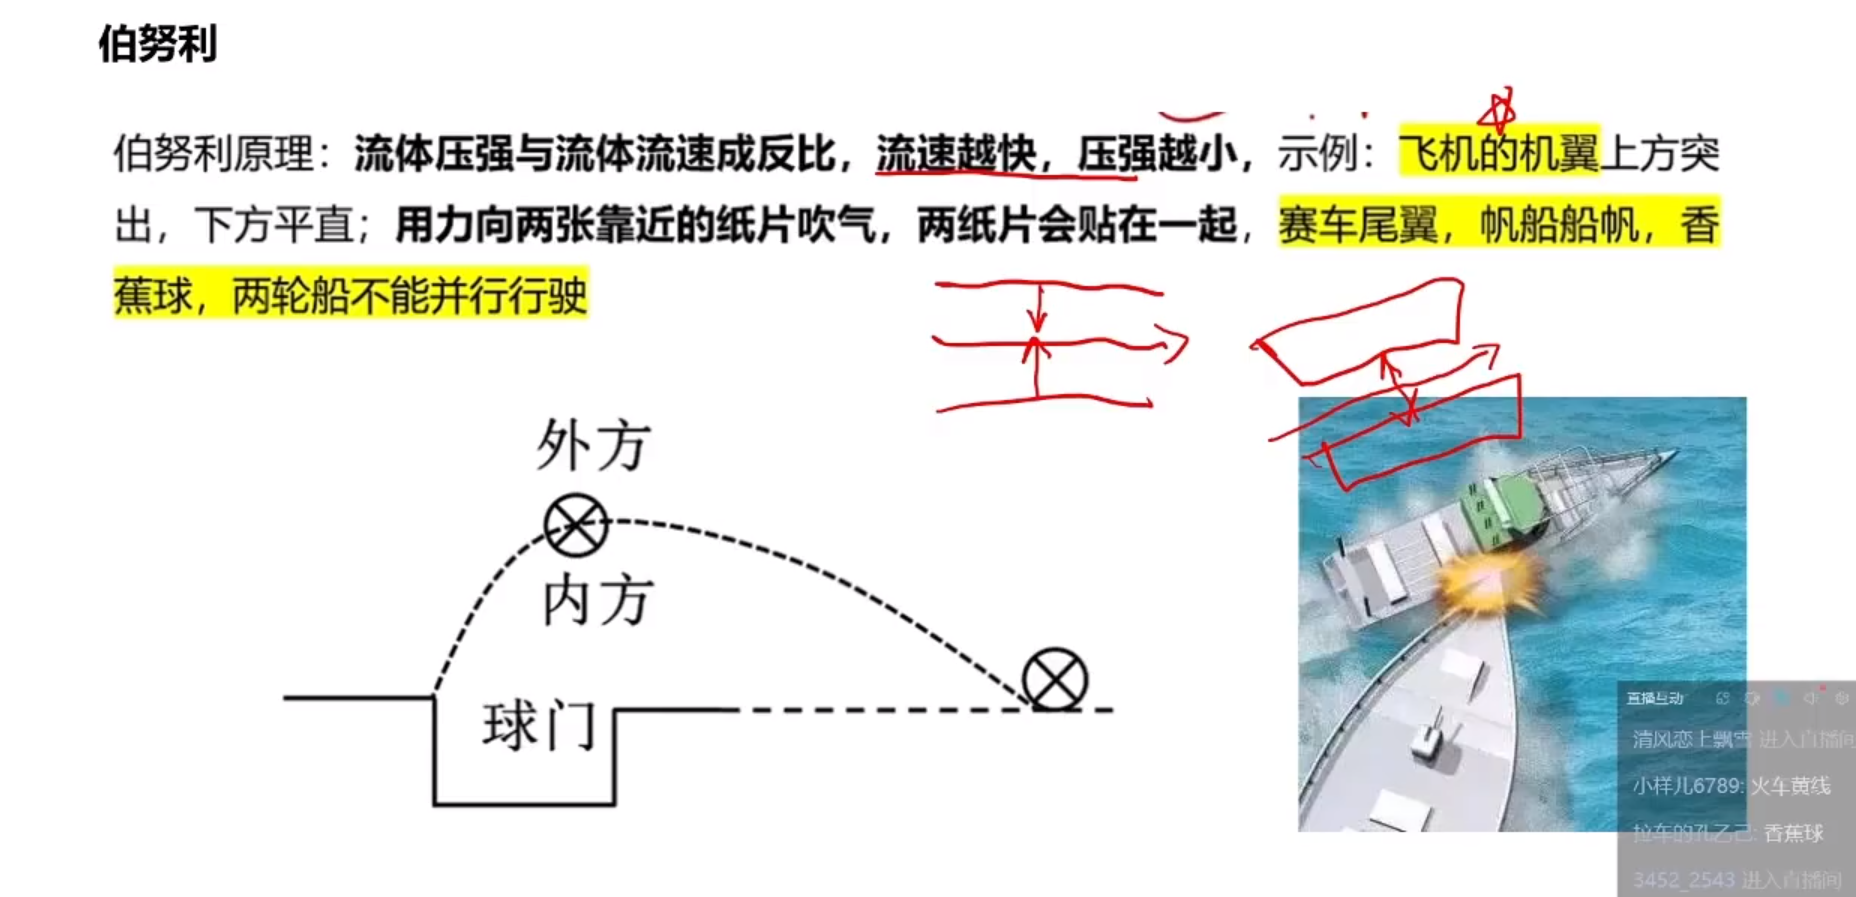 伯努利
伯努利原理：流体压强与流体流速成反比，流速越快，压强越小，示例：飞机的机翼上方突
出，下方平直；用力向两张靠近的纸片吹气，两纸片会贴在一起，赛车尾翼，帆船船帆，香
蕉球，两轮船不能并行行驶
外方
内方
球门
直播互动
清风恋上飘雪 进入直播间
小样儿6789: 火车黄线
拉车的孔乙己: 香蕉球
3452_2543 进入直播间